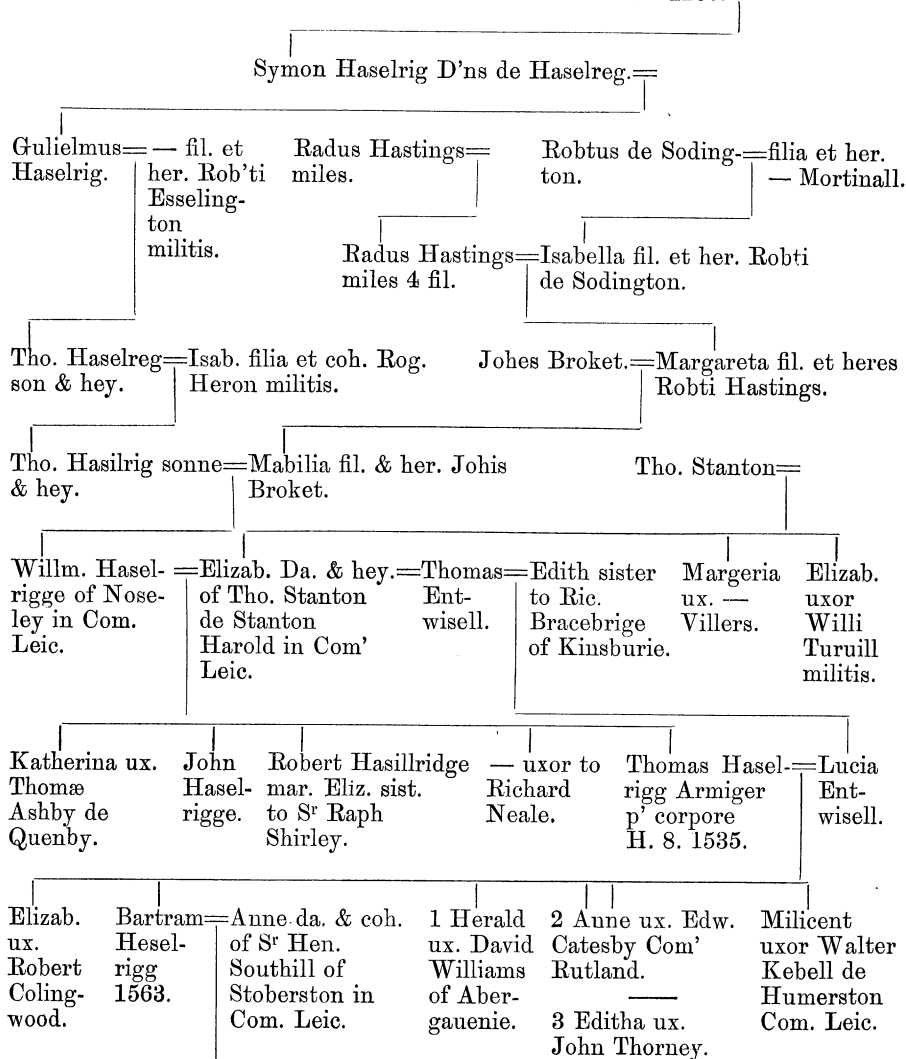 Symon Haselrig D'ns de Haselreg.=
Gulielmus=
Haselrig.
— fil. et
her. Rob'ti
Esseling-
ton
militis.
Radus Hastings=
miles.
Robtus de Soding-=filia et her.
ton.
— Mortinall.
Radus Hastings=Isabella fil. et her. Robti
miles 4 fil.
de Sodington.
Tho. Haselreg=Isab. filia et coh. Rog.
son & hey.
Heron militis.
Johes Broket.=Margareta fil. et heres
Robti Hastings.
Tho. Hasilrig sonne=Mabilia fil. & her. Johis
& hey.
Broket.
Tho. Stanton=
Willm. Hasel-
rigge of Nose-
ley in Com.
Leic.
=Elizab. Da. & hey.=
of Tho. Stanton
de Stanton
Harold in Com'
Leic.
Thomas=
Ent-
wisell.
Edith sister
to Ric.
Bracebrige
of Kinsburie.
Margeria
ux. —
Villers.
Elizab.
uxor
Willi
Turuill
militis.
Katherina ux.
Thomæ
Ashby de
Quenby.
John
Hasel-
rigge.
Robert Hasillridge
mar. Eliz. sist.
to Sr Raph
Shirley.
— uxor to
Richard
Neale.
Thomas Hasel-=
rigg Armiger
p' corpore
H. 8. 1535.
Lucia
Ent-
wisell.
Elizab.
ux.
Robert
Coling-
wood.
Bartram=
Hesel-
rigg
1563.
Anne da. & coh.
of Sr Hen.
Southill of
Stoberston in
Com. Leic.
1 Herald
ux. David
Williams
of Aber-
gauenie.
2 Anne ux. Edw.
Catesby Com'
Rutland.
—
3 Editha ux.
John Thorney.
Milicent
uxor Walter
Kebell de
Humerston
Com. Leic.